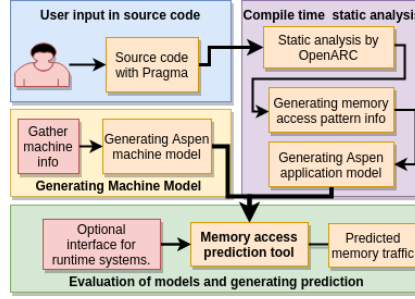 User input in source code
Source code
with Pragma
Compile time static analysis
Static analysis by
OpenARC
Generating memory
access pattern info
Generating Aspen
application model
Gather
machine
info
Generating Aspen
machine model
Generating Machine Model
Optional
interface for
runtime systems.
Memory access
prediction tool
Predicted
memory traffic
Evaluation of models and generating prediction